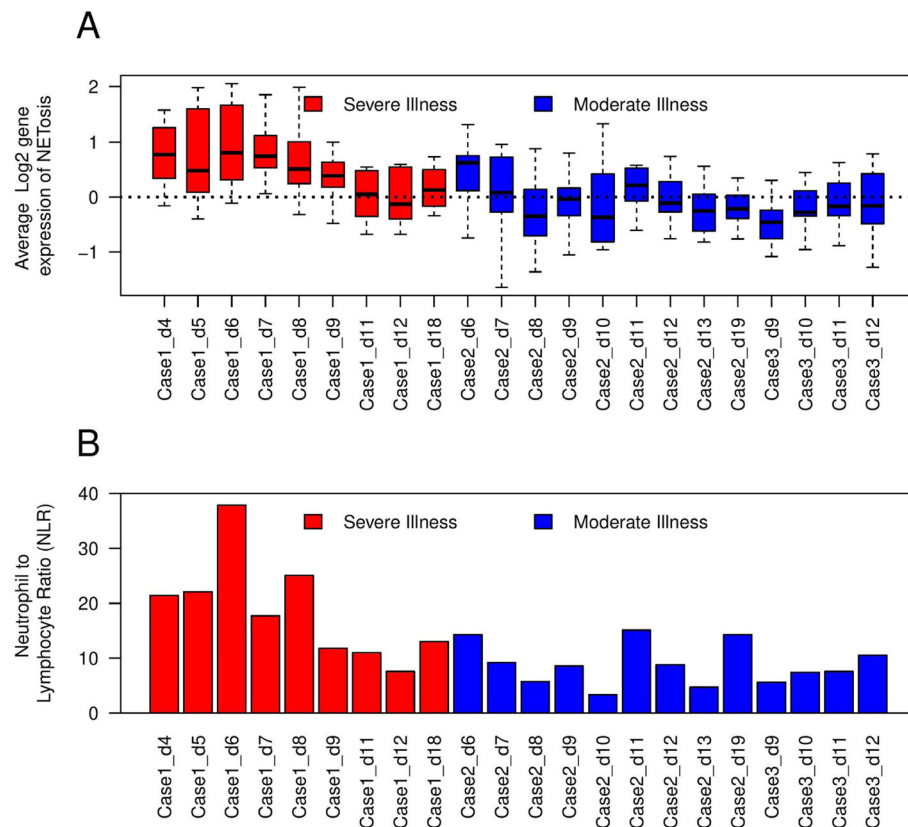 A
Average Log2 gene
expression of NETosis
2
1
0
−1
Severe Illness
Moderate Illness
Case1_d4
Case1_d5
Case1_d6
Case1_d7
Case1_d8
Case1_d9
Case1_d11
Case1_d12
Case1_d18
Case2_d6
Case2_d7
Case2_d8
Case2_d9
Case2_d10
Case2_d11
Case2_d12
Case2_d13
Case2_d19
Case3_d9
Case3_d10
Case3_d11
Case3_d12
B
Neutrophil to
Lymphocyte Ratio (NLR)
40
30
20
10
0
Severe Illness
Moderate Illness
Case1_d4
Case1_d5
Case1_d6
Case1_d7
Case1_d8
Case1_d9
Case1_d11
Case1_d12
Case1_d18
Case2_d6
Case2_d7
Case2_d8
Case2_d9
Case2_d10
Case2_d11
Case2_d12
Case2_d13
Case2_d19
Case3_d9
Case3_d10
Case3_d11
Case3_d12